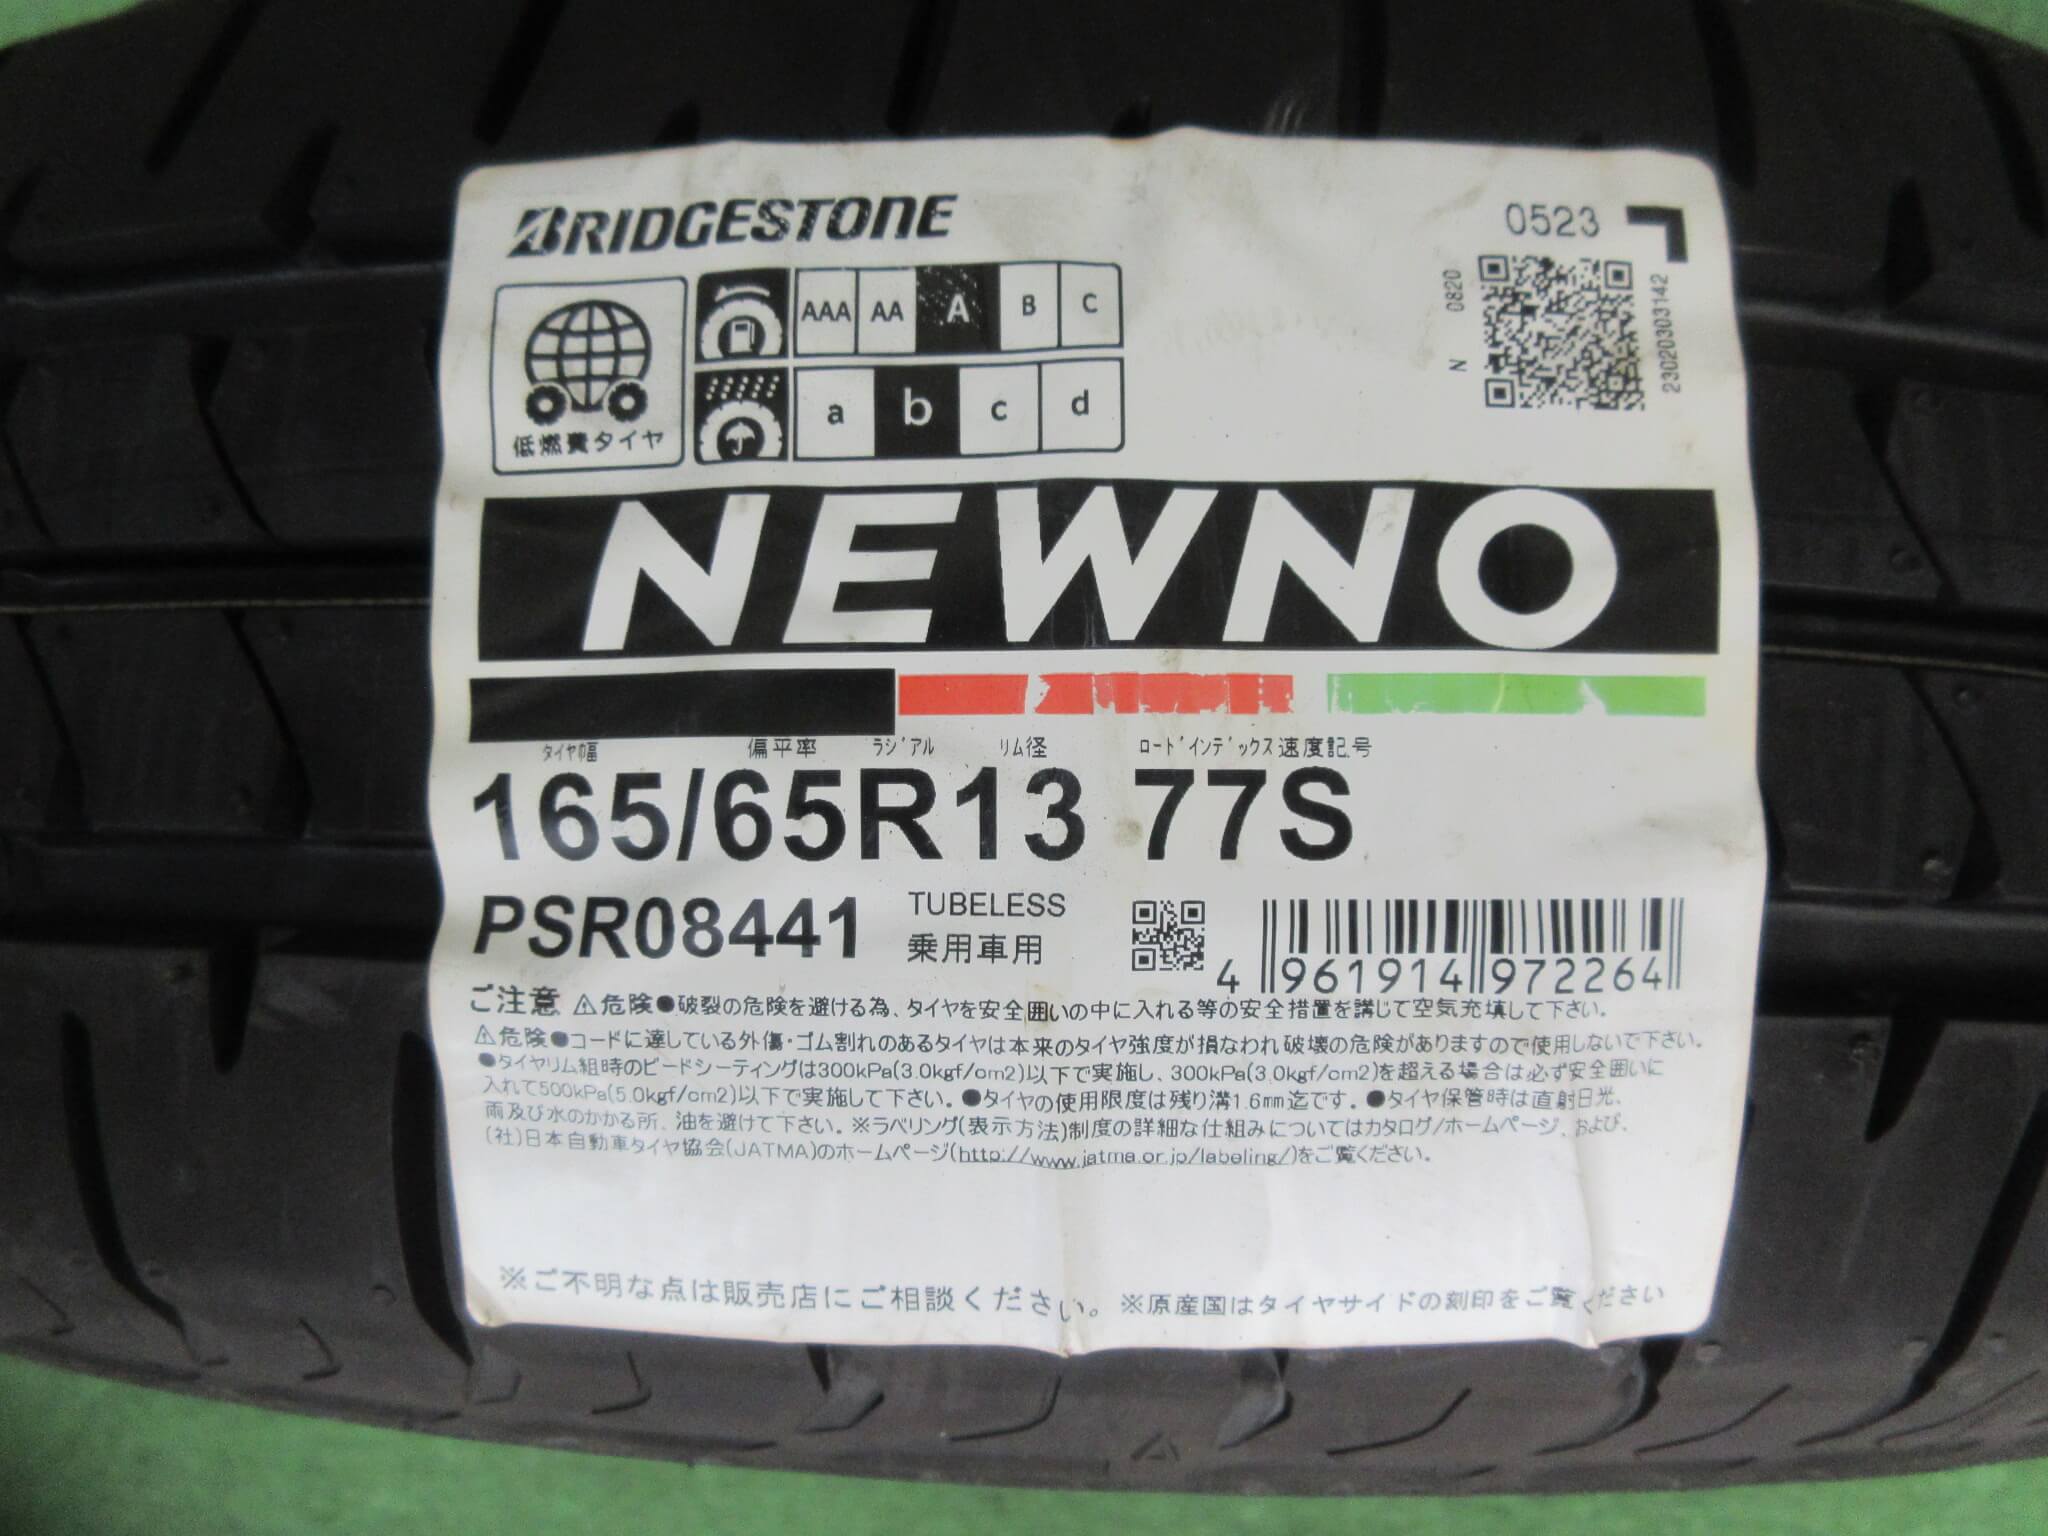 BRIDGESTONE
0523
N 0820
2302030303142
AAA AA A B C
a b c d
低燃費タイヤ
NEWNO
タイヤ幅 偏平率 ラジアル リム径 ロードインデックス 速度記号
165/65R13 77S
PSR08441 TUBELESS
乗用車用
4 961914 972264
ご注意 ⚠危険●破裂の危険を避ける為、タイヤを安全囲いの中に入れる等の安全措置を講じて空気充填して下さい。
⚠危険●コードに達している外傷・ゴム割れのあるタイヤは本来のタイヤ強度が損なわれ破壊の危険がありますので使用しないで下さい。
●タイヤリム組時のビードシーティングは300kPa(3.0kgf/cm2)以下で実施し、300kPa(3.0kgf/cm2)を超える場合は必ず安全囲いに
入れて500kPa(5.0kgf/cm2)以下で実施して下さい。●タイヤの使用限度は残り溝1.6mm迄です。●タイヤ保管時は直射日光、
雨及び水のかかる所、油を避けて下さい。※ラベリング(表示方法)制度の詳細な仕組みについてはカタログ/ホームページ、および、
(社)日本自動車タイヤ協会(JATMA)のホームページ(http://www.jatma.or.jp/labeling/)をご覧ください。
※ご不明な点は販売店にご相談ください。※原産国はタイヤサイドの刻印をご覧ください